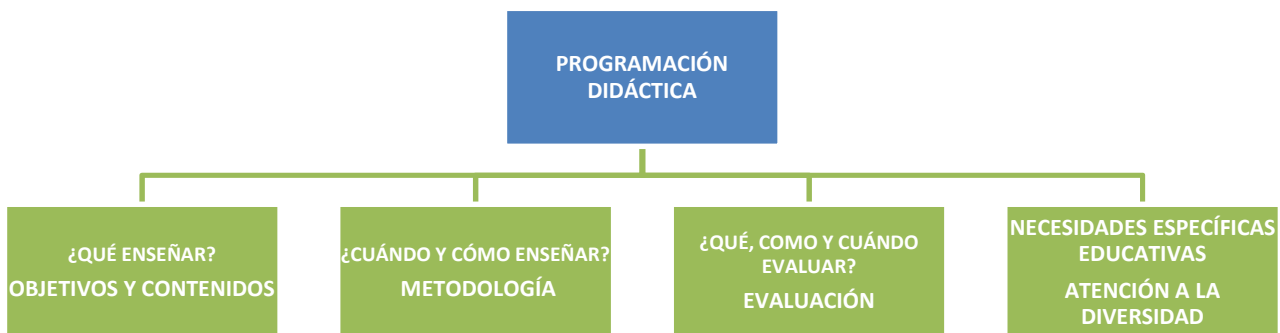 PROGRAMACIÓN
DIDÁCTICA
¿QUÉ ENSEÑAR?
OBJETIVOS Y CONTENIDOS
¿CUÁNDO Y CÓMO ENSEÑAR?
METODOLOGÍA
¿QUÉ, COMO Y CUÁNDO
EVALUAR?
EVALUACIÓN
NECESIDADES ESPECÍFICAS
EDUCATIVAS
ATENCIÓN A LA
DIVERSIDAD